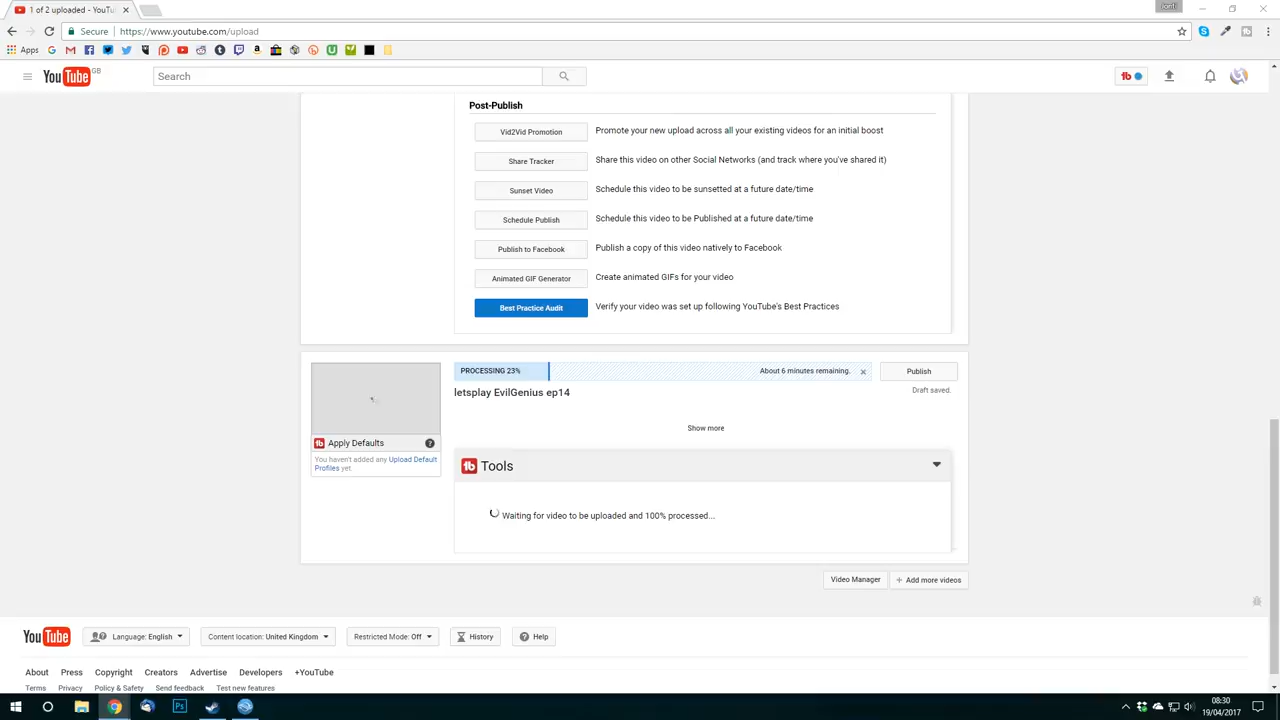 1 of 2 uploaded - YouTu
Jonti
Secure
https://www.youtube.com/upload
Apps
YouTube GB
Search
tb
Post-Publish
Vid2Vid Promotion
Promote your new upload across all your existing videos for an initial boost
Share Tracker
Share this video on other Social Networks (and track where you've shared it)
Sunset Video
Schedule this video to be sunsetted at a future date/time
Schedule Publish
Schedule this video to be Published at a future date/time
Publish to Facebook
Publish a copy of this video natively to Facebook
Animated GIF Generator
Create animated GIFs for your video
Best Practice Audit
Verify your video was set up following YouTube's Best Practices
PROCESSING 23%
About 6 minutes remaining.
Publish
letsplay EvilGenius ep14
Draft saved.
Show more
tb Apply Defaults ?
You haven't added any Upload Default
Profiles yet.
tb Tools
Waiting for video to be uploaded and 100% processed...
Video Manager
+ Add more videos
YouTube
Language: English
Content location: United Kingdom
Restricted Mode: Off
History
? Help
About
Press
Copyright
Creators
Advertise
Developers
+YouTube
Terms
Privacy
Policy & Safety
Send feedback
Test new features
Ps
08:30
19/04/2017